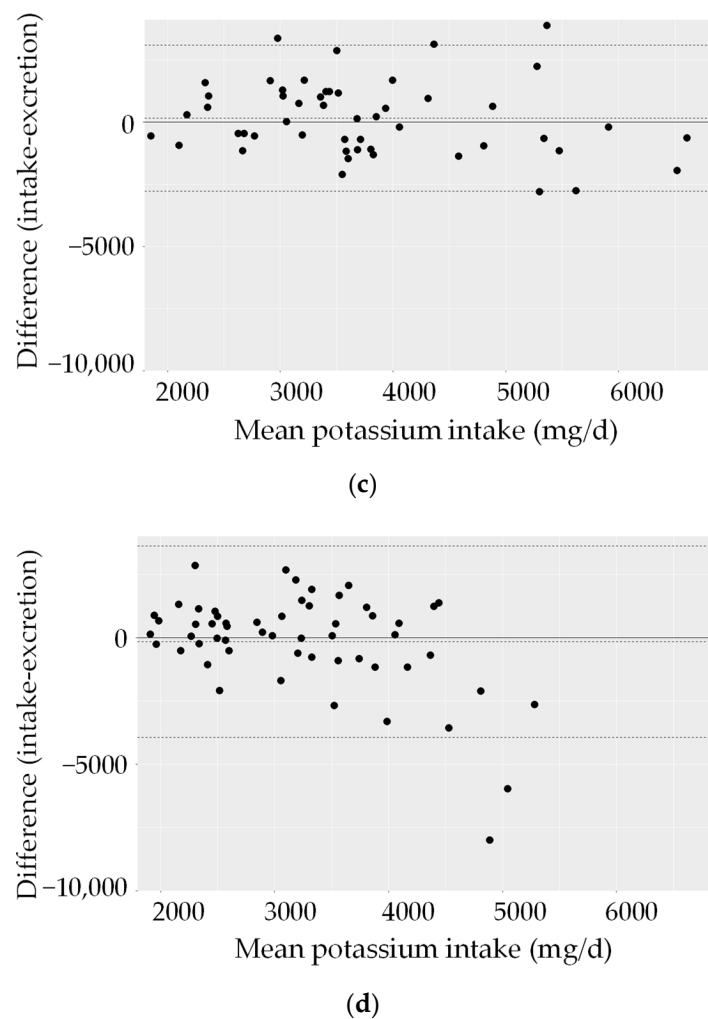 Difference (intake-excretion)
0
−5000
−10,000
2000 3000 4000 5000 6000
Mean potassium intake (mg/d)
(c)
Difference (intake-excretion)
0
−5000
−10,000
2000 3000 4000 5000 6000
Mean potassium intake (mg/d)
(d)